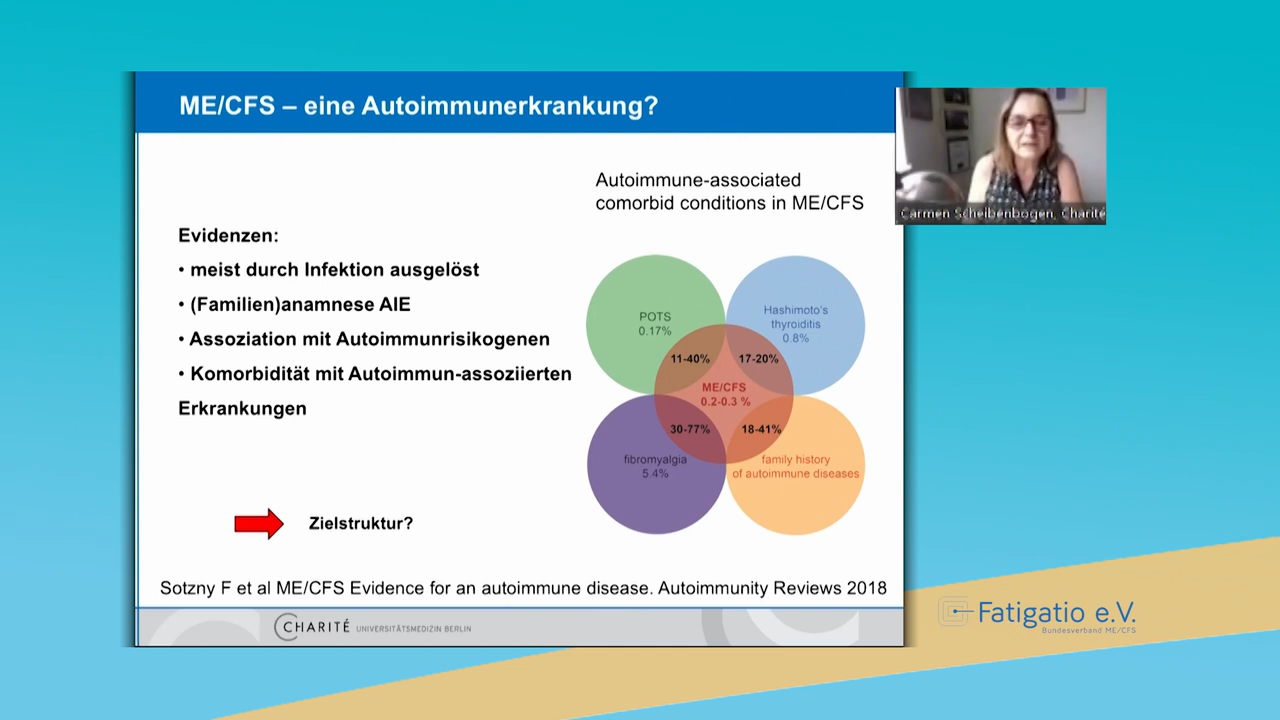 ME/CFS – eine Autoimmunerkrankung?
Carmen Scheibenbogen, Charité
Autoimmune-associated
comorbid conditions in ME/CFS
Evidenzen:
• meist durch Infektion ausgelöst
• (Familien)anamnese AIE
• Assoziation mit Autoimmunrisikogenen
• Komorbidität mit Autoimmun-assoziierten
Erkrankungen
POTS
0.17%
Hashimoto's
thyroiditis
0.8%
11-40%
17-20%
ME/CFS
0.2-0.3 %
30-77%
18-41%
fibromyalgia
5.4%
family history
of autoimmune diseases
Zielstruktur?
Sotzny F et al ME/CFS Evidence for an autoimmune disease. Autoimmunity Reviews 2018
CHARITÉ UNIVERSITÄTSMEDIZIN BERLIN
Fatigatio e.V.
Bundesverband ME/CFS